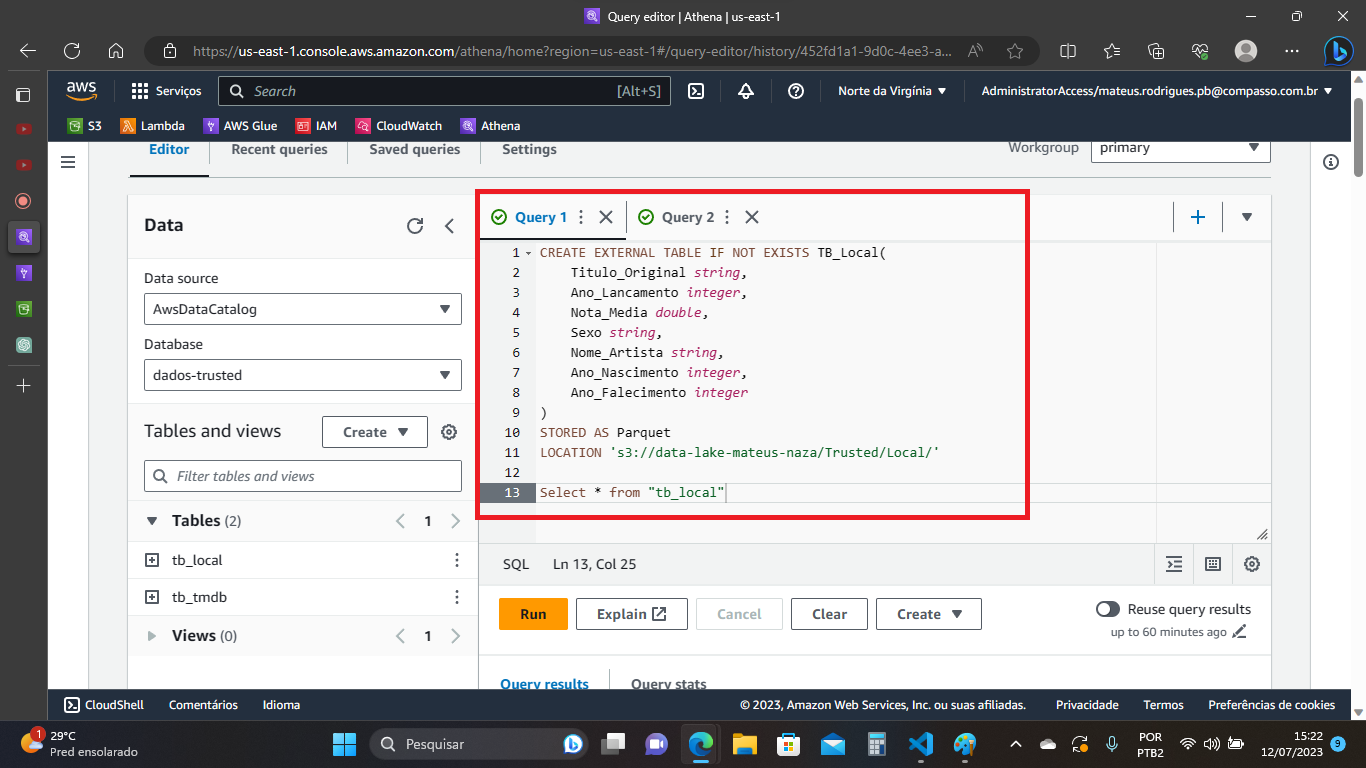 Query editor | Athena | us-east-1
https://us-east-1.console.aws.amazon.com/athena/home?region=us-east-1#/query-editor/history/452fd1a1-9d0c-4ee3-a...
aws Serviços Search [Alt+S] Norte da Virgínia AdministratorAccess/mateus.rodrigues.pb@compasso.com.br
S3 Lambda AWS Glue IAM CloudWatch Athena
Editor Recent queries Saved queries Settings Workgroup primary
Data
Data source
AwsDataCatalog
Database
dados-trusted
Tables and views Create
Filter tables and views
Tables (2) 1
tb_local
tb_tmdb
Views (0) 1
Query 1 Query 2
1 CREATE EXTERNAL TABLE IF NOT EXISTS TB_Local(
2 Titulo_Original string,
3 Ano_Lancamento integer,
4 Nota_Media double,
5 Sexo string,
6 Nome_Artista string,
7 Ano_Nascimento integer,
8 Ano_Falecimento integer
9 )
10 STORED AS Parquet
11 LOCATION 's3://data-lake-mateus-naza/Trusted/Local/'
12
13 Select * from "tb_local"
SQL Ln 13, Col 25
Run Explain Cancel Clear Create Reuse query results
up to 60 minutes ago
Query results Query stats
CloudShell Comentários Idioma © 2023, Amazon Web Services, Inc. ou suas afiliadas. Privacidade Termos Preferências de cookies
1 29°C
Pred ensolarado
Pesquisar
POR
PTB2
15:22
12/07/2023
9